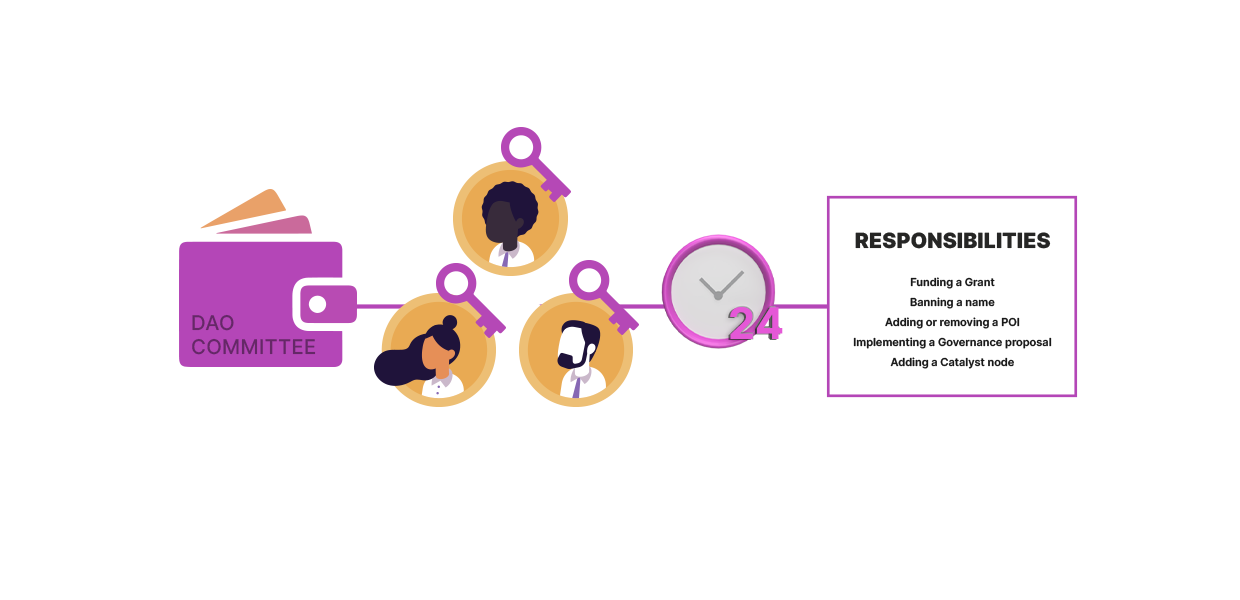 DAO
COMMITTEE
24
RESPONSIBILITIES
Funding a Grant
Banning a name
Adding or removing a POI
Implementing a Governance proposal
Adding a Catalyst node